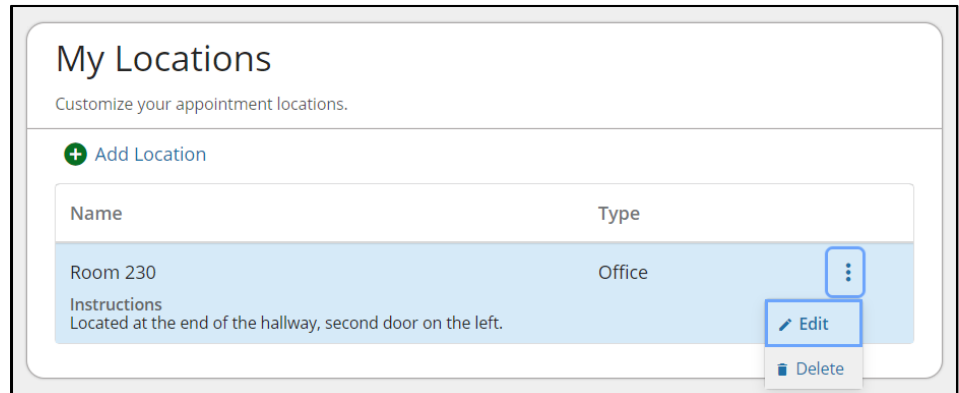 My Locations
Customize your appointment locations.
Add Location
Name Type
Room 230 Office
Instructions
Located at the end of the hallway, second door on the left.
Edit
Delete